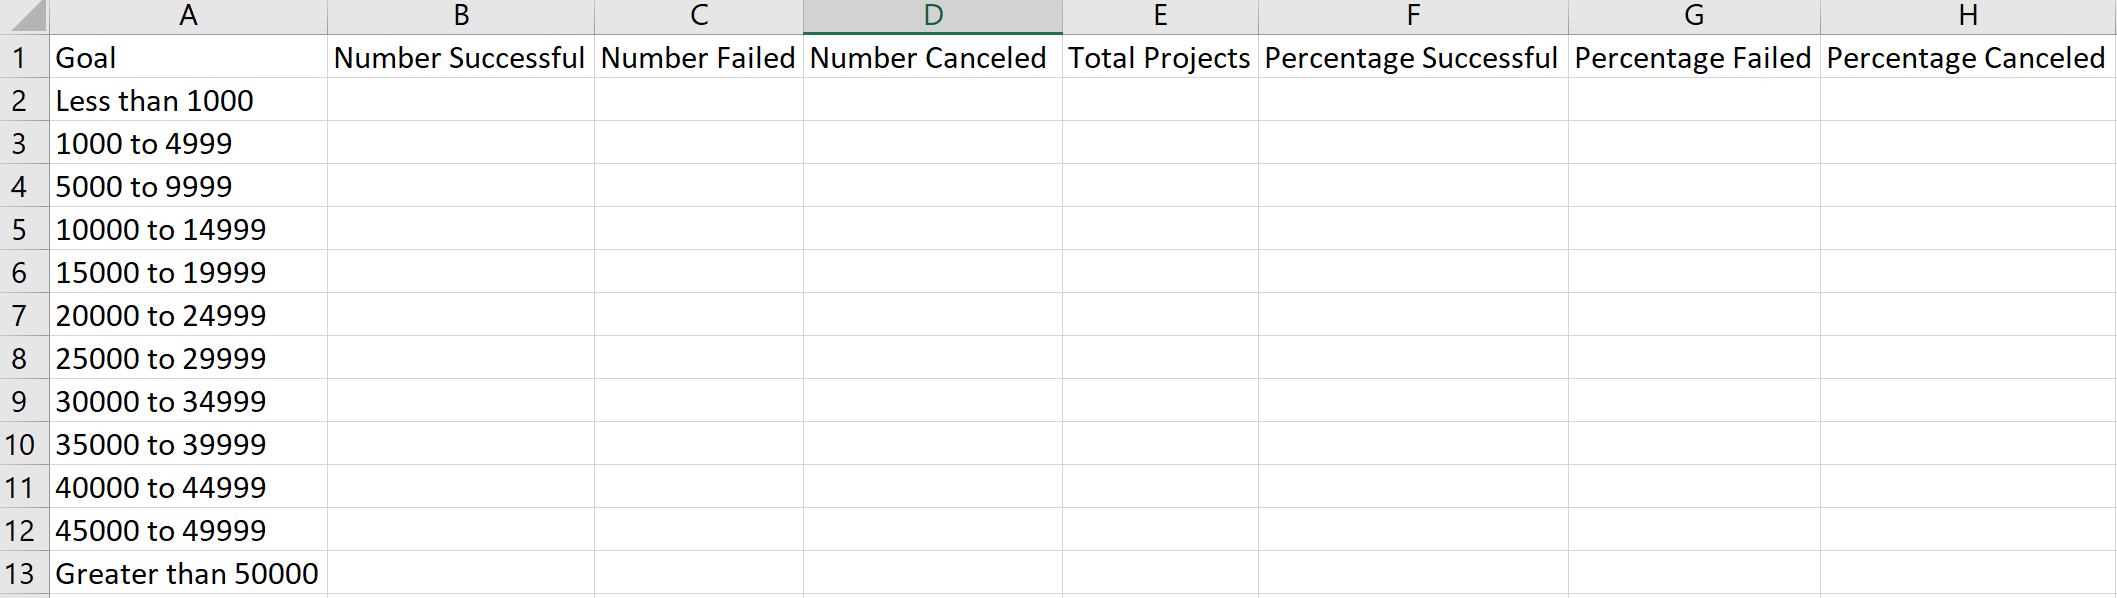 A B C D E F G H
1 Goal Number Successful Number Failed Number Canceled Total Projects Percentage Successful Percentage Failed Percentage Canceled
2 Less than 1000
3 1000 to 4999
4 5000 to 9999
5 10000 to 14999
6 15000 to 19999
7 20000 to 24999
8 25000 to 29999
9 30000 to 34999
10 35000 to 39999
11 40000 to 44999
12 45000 to 49999
13 Greater than 50000